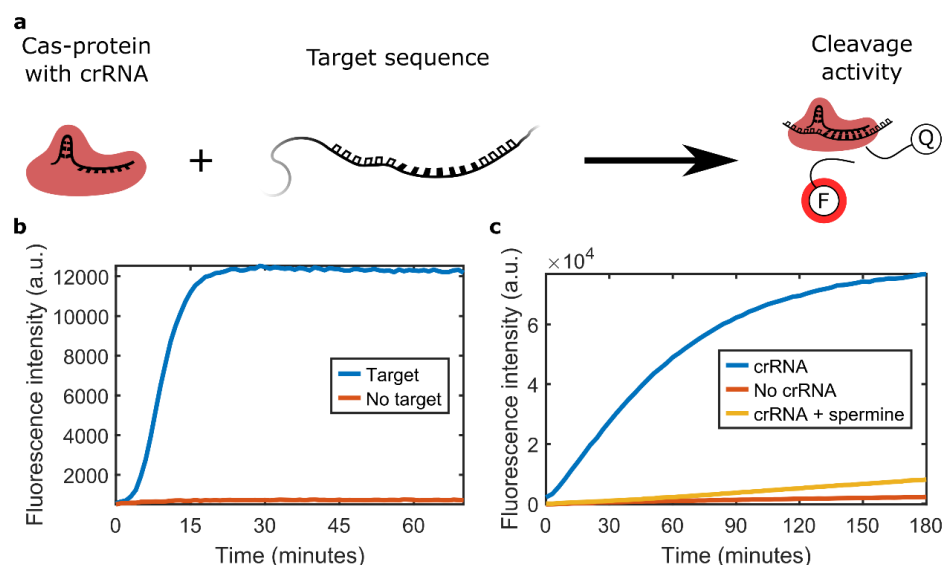 a
Cas-protein
with crRNA
Target sequence
Cleavage
activity
+
Q
F
b
Fluorescence intensity (a.u.)
12000
10000
8000
6000
4000
2000
0
15
30
45
60
Time (minutes)
Target
No target
c
Fluorescence intensity (a.u.)
×10⁴
6
4
2
0
0
30
60
90
120
150
180
Time (minutes)
crRNA
No crRNA
crRNA + spermine